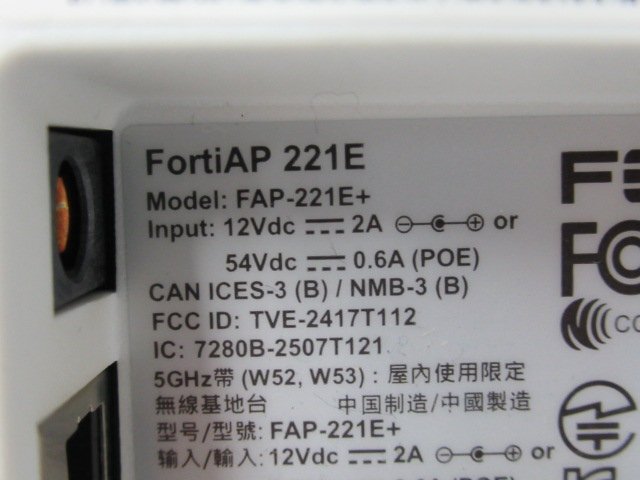 FortiAP 221E
Model: FAP-221E+
Input: 12Vdc ⎓ 2A ⊖-Ϲ•-⊕ or
54Vdc ⎓ 0.6A (POE)
CAN ICES-3 (B) / NMB-3 (B)
FCC ID: TVE-2417T112
IC: 7280B-2507T121
5GHz帶 (W52, W53) : 屋內使用限定
無線基地台 中国制造/中國製造
型号/型號: FAP-221E+
输入/輸入: 12Vdc ⎓ 2A ⊖-Ϲ•-⊕ or
FC